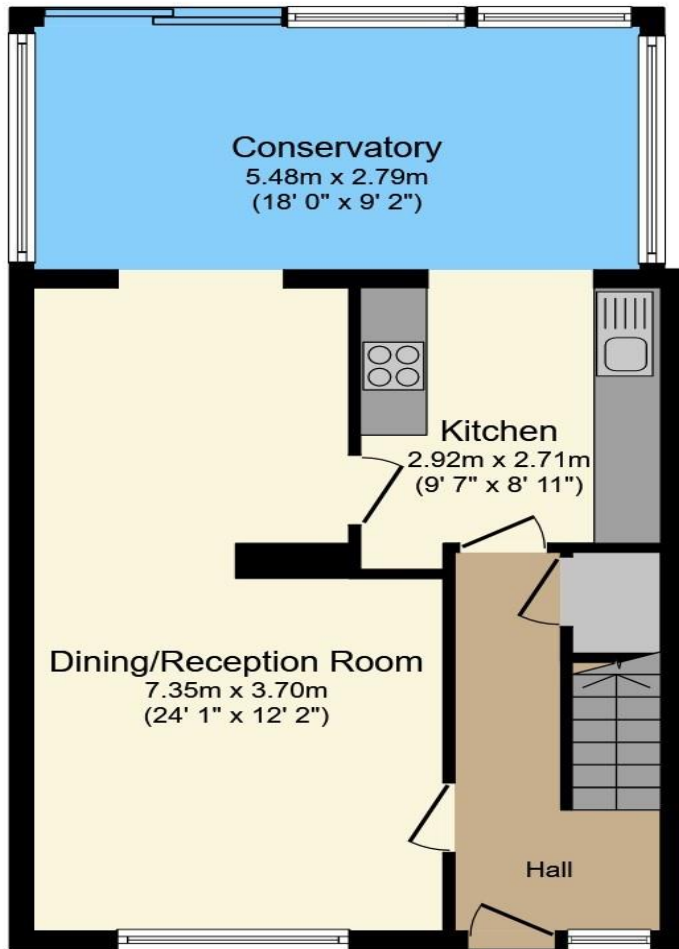 Conservatory
5.48m x 2.79m
(18' 0" x 9' 2")
Kitchen
2.92m x 2.71m
(9' 7" x 8' 11")
Dining/Reception Room
7.35m x 3.70m
(24' 1" x 12' 2")
Hall